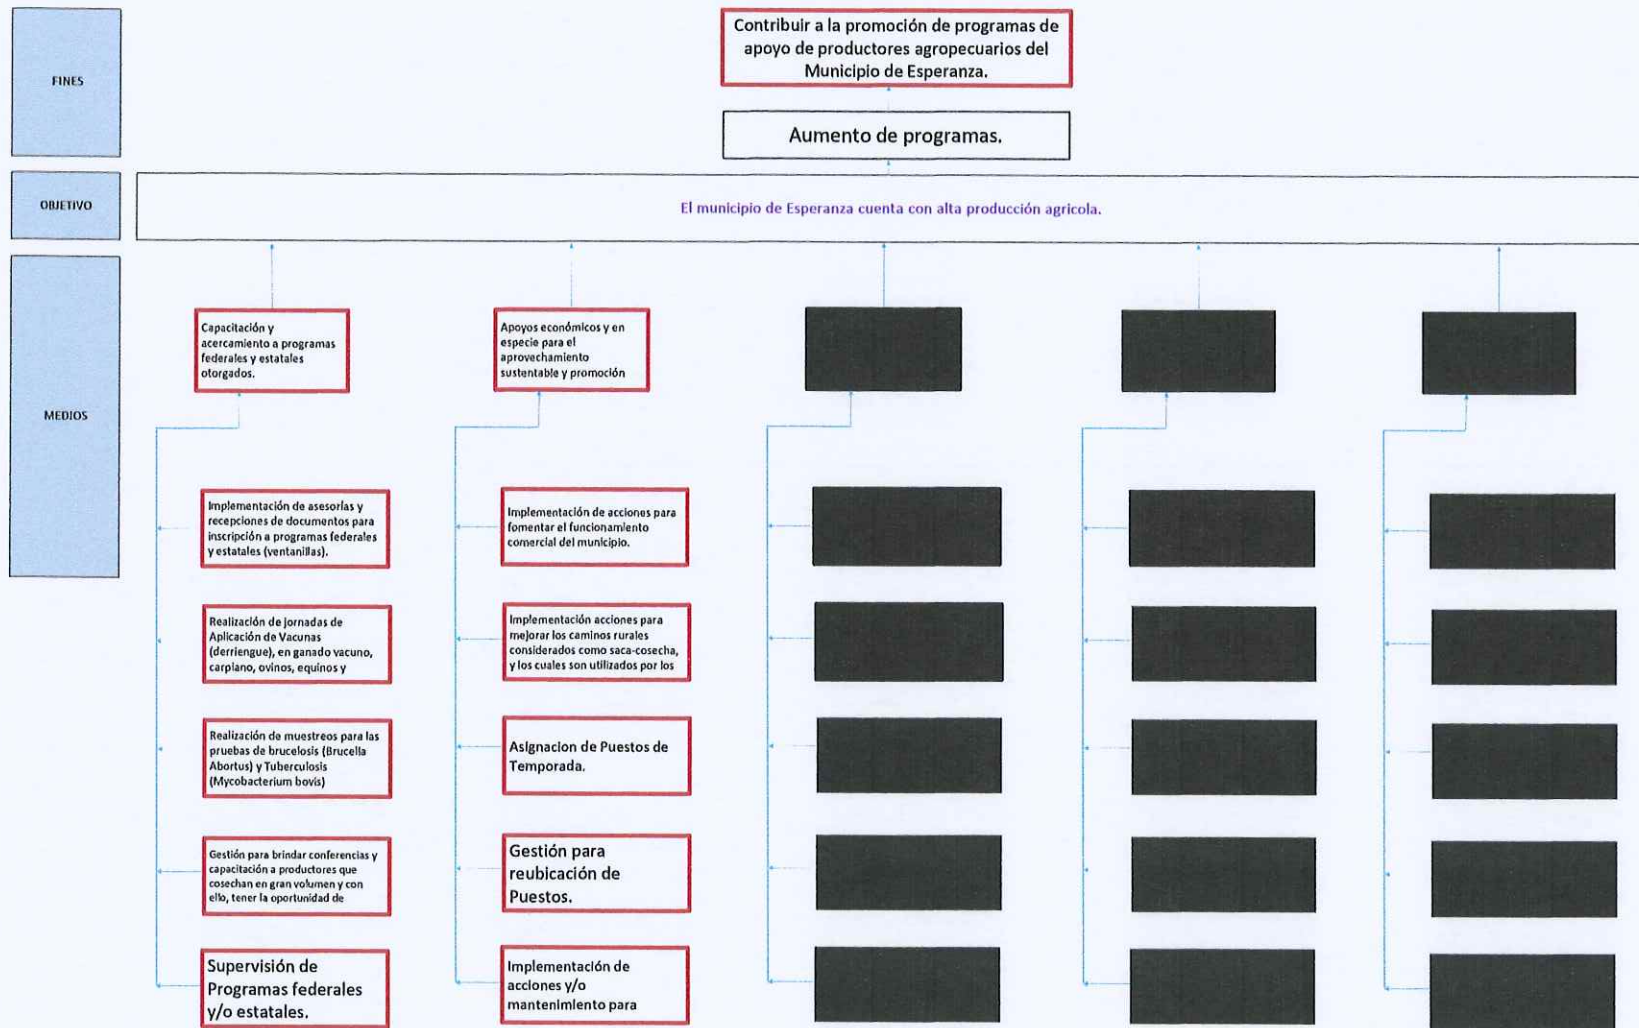 FINES
Contribuir a la promoción de programas de
apoyo de productores agropecuarios del
Municipio de Esperanza.
Aumento de programas.
OBJETIVO
El municipio de Esperanza cuenta con alta producción agricola.
MEDIOS
Capacitación y
acercamiento a programas
federales y estatales
otorgados.
Apoyos económicos y en
especie para el
aprovechamiento
sustentable y promoción
Implementación de asesorías y
recepciones de documentos para
inscripción a programas federales
y estatales (ventanillas).
Implementación de acciones para
fomentar el funcionamiento
comercial del municipio.
Realización de Jornadas de
Aplicación de Vacunas
(derriengue), en ganado vacuno,
carpiano, ovinos, equinos y
Implementación acciones para
mejorar los caminos rurales
considerados como saca-cosecha,
y los cuales son utilizados por los
Realización de muestreos para las
pruebas de brucelosis (Brucella
Abortus) y Tuberculosis
(Mycobacterium bovis)
Asignacion de Puestos de
Temporada.
Gestión para brindar conferencias y
capacitación a productores que
cosechan en gran volumen y con
ello, tener la oportunidad de
Gestión para
reubicación de
Puestos.
Supervisión de
Programas federales
y/o estatales.
Implementación de
acciones y/o
mantenimiento para